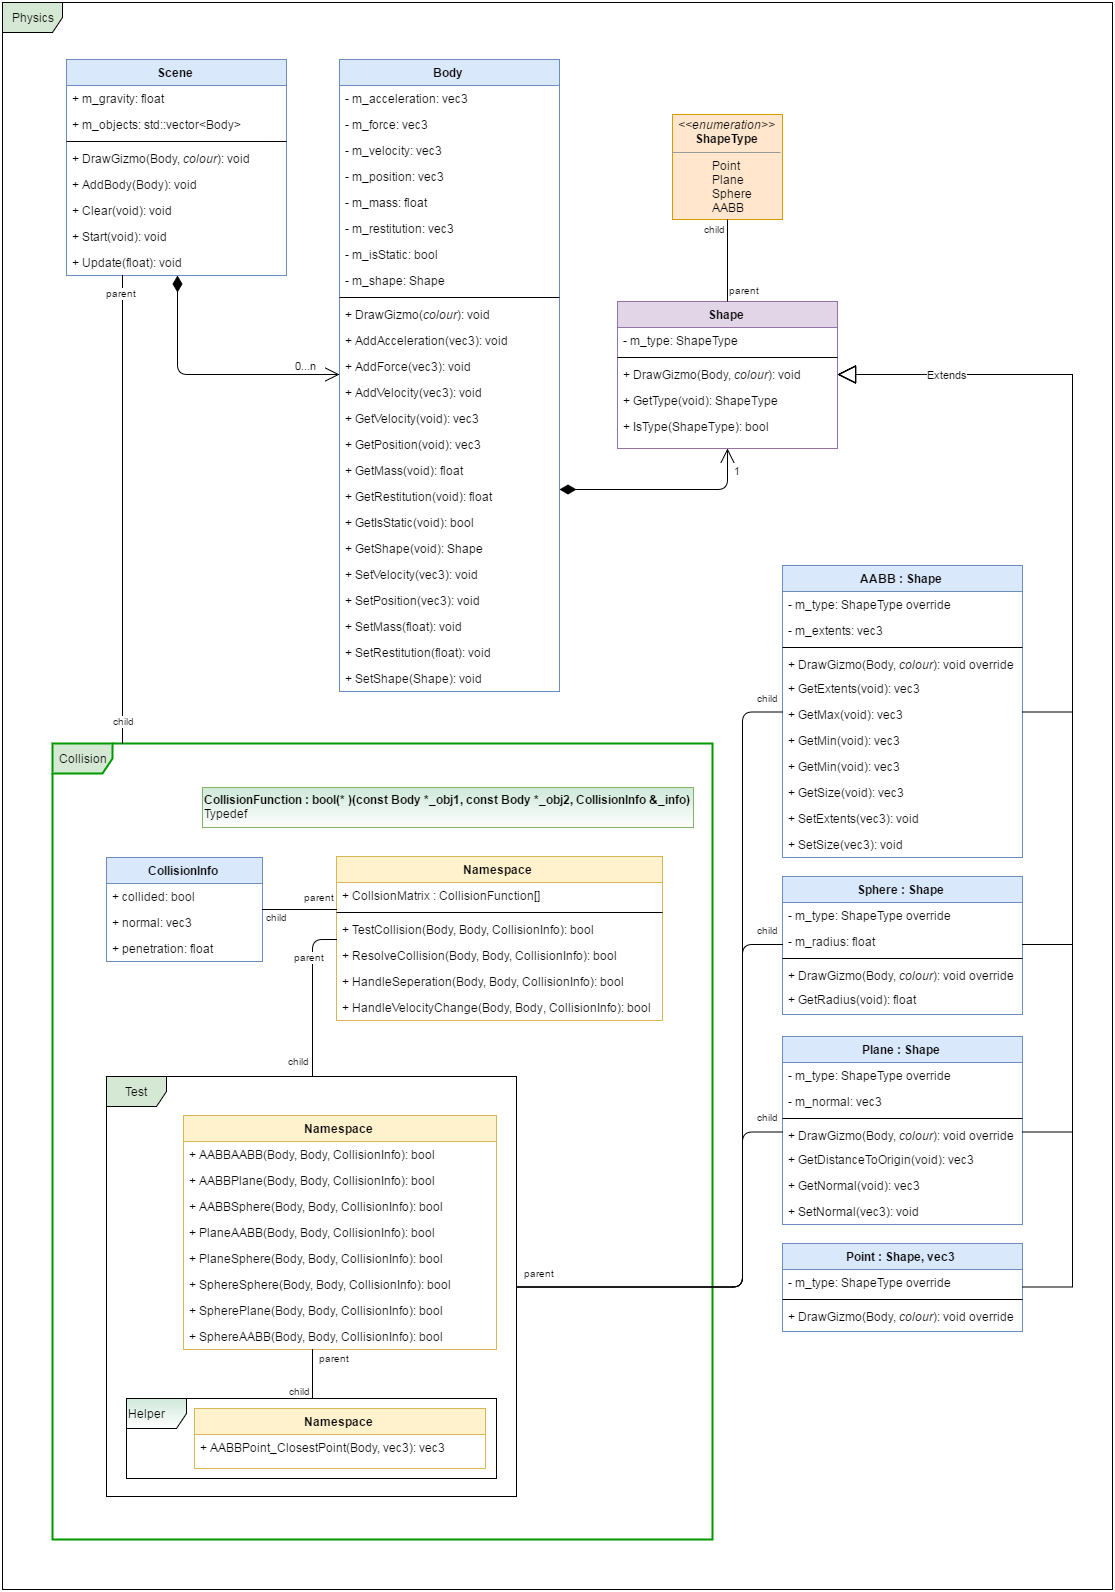 Physics
Scene
+ m_gravity: float
+ m_objects: std::vector<Body>
+ DrawGizmo(Body, colour): void
+ AddBody(Body): void
+ Clear(void): void
+ Start(void): void
+ Update(float): void
parent
0...n
child
Body
- m_acceleration: vec3
- m_force: vec3
- m_velocity: vec3
- m_position: vec3
- m_mass: float
- m_restitution: vec3
- m_isStatic: bool
- m_shape: Shape
+ DrawGizmo(colour): void
+ AddAcceleration(vec3): void
+ AddForce(vec3): void
+ AddVelocity(vec3): void
+ GetVelocity(void): vec3
+ GetPosition(void): vec3
+ GetMass(void): float
+ GetRestitution(void): float
+ GetIsStatic(void): bool
+ GetShape(void): Shape
+ SetVelocity(vec3): void
+ SetPosition(vec3): void
+ SetMass(float): void
+ SetRestitution(float): void
+ SetShape(Shape): void
<<enumeration>>
ShapeType
Point
Plane
Sphere
AABB
child
parent
Shape
- m_type: ShapeType
+ DrawGizmo(Body, colour): void
+ GetType(void): ShapeType
+ IsType(ShapeType): bool
Extends
1
AABB : Shape
- m_type: ShapeType override
- m_extents: vec3
+ DrawGizmo(Body, colour): void override
+ GetExtents(void): vec3
+ GetMax(void): vec3
+ GetMin(void): vec3
+ GetMin(void): vec3
+ GetSize(void): vec3
+ SetExtents(vec3): void
+ SetSize(vec3): void
child
Sphere : Shape
- m_type: ShapeType override
- m_radius: float
+ DrawGizmo(Body, colour): void override
+ GetRadius(void): float
child
Plane : Shape
- m_type: ShapeType override
- m_normal: vec3
+ DrawGizmo(Body, colour): void override
+ GetDistanceToOrigin(void): vec3
+ GetNormal(void): vec3
+ SetNormal(vec3): void
child
Point : Shape, vec3
- m_type: ShapeType override
+ DrawGizmo(Body, colour): void override
Collision
CollisionFunction : bool(* )(const Body *_obj1, const Body *_obj2, CollisionInfo &_info)
Typedef
CollisionInfo
+ collided: bool
+ normal: vec3
+ penetration: float
parent
child
Namespace
+ CollsionMatrix : CollisionFunction[]
+ TestCollision(Body, Body, CollisionInfo): bool
+ ResolveCollision(Body, Body, CollisionInfo): bool
+ HandleSeperation(Body, Body, CollisionInfo): bool
+ HandleVelocityChange(Body, Body, CollisionInfo): bool
parent
child
Test
Namespace
+ AABBAABB(Body, Body, CollisionInfo): bool
+ AABBPlane(Body, Body, CollisionInfo): bool
+ AABBSphere(Body, Body, CollisionInfo): bool
+ PlaneAABB(Body, Body, CollisionInfo): bool
+ PlaneSphere(Body, Body, CollisionInfo): bool
+ SphereSphere(Body, Body, CollisionInfo): bool
+ SpherePlane(Body, Body, CollisionInfo): bool
+ SphereAABB(Body, Body, CollisionInfo): bool
parent
parent
child
Helper
Namespace
+ AABBPoint_ClosestPoint(Body, vec3): vec3